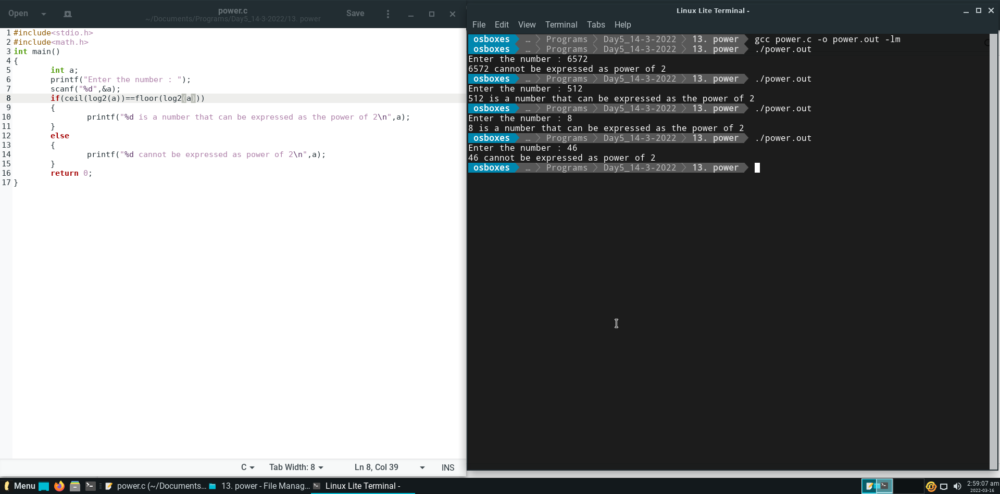 Open power.c Save
~/Documents/Programs/Day5_14-3-2022/13. power
1 #include<stdio.h>
2 #include<math.h>
3 int main()
4 {
5 int a;
6 printf("Enter the number : ");
7 scanf("%d",&a);
8 if(ceil(log2(a))==floor(log2(a)))
9 {
10 printf("%d is a number that can be expressed as the power of 2\n",a);
11 }
12 else
13 {
14 printf("%d cannot be expressed as power of 2\n",a);
15 }
16 return 0;
17 }
C Tab Width: 8 Ln 8, Col 39 INS
Linux Lite Terminal -
File Edit View Terminal Tabs Help
osboxes … Programs Day5_14-3-2022 13. power gcc power.c -o power.out -lm
osboxes … Programs Day5_14-3-2022 13. power ./power.out
Enter the number : 6572
6572 cannot be expressed as power of 2
osboxes … Programs Day5_14-3-2022 13. power ./power.out
Enter the number : 512
512 is a number that can be expressed as the power of 2
osboxes … Programs Day5_14-3-2022 13. power ./power.out
Enter the number : 8
8 is a number that can be expressed as the power of 2
osboxes … Programs Day5_14-3-2022 13. power ./power.out
Enter the number : 46
46 cannot be expressed as power of 2
osboxes … Programs Day5_14-3-2022 13. power
Menu power.c (~/Documents... 13. power - File Manag... Linux Lite Terminal - 2:59:07 am
2022-03-16